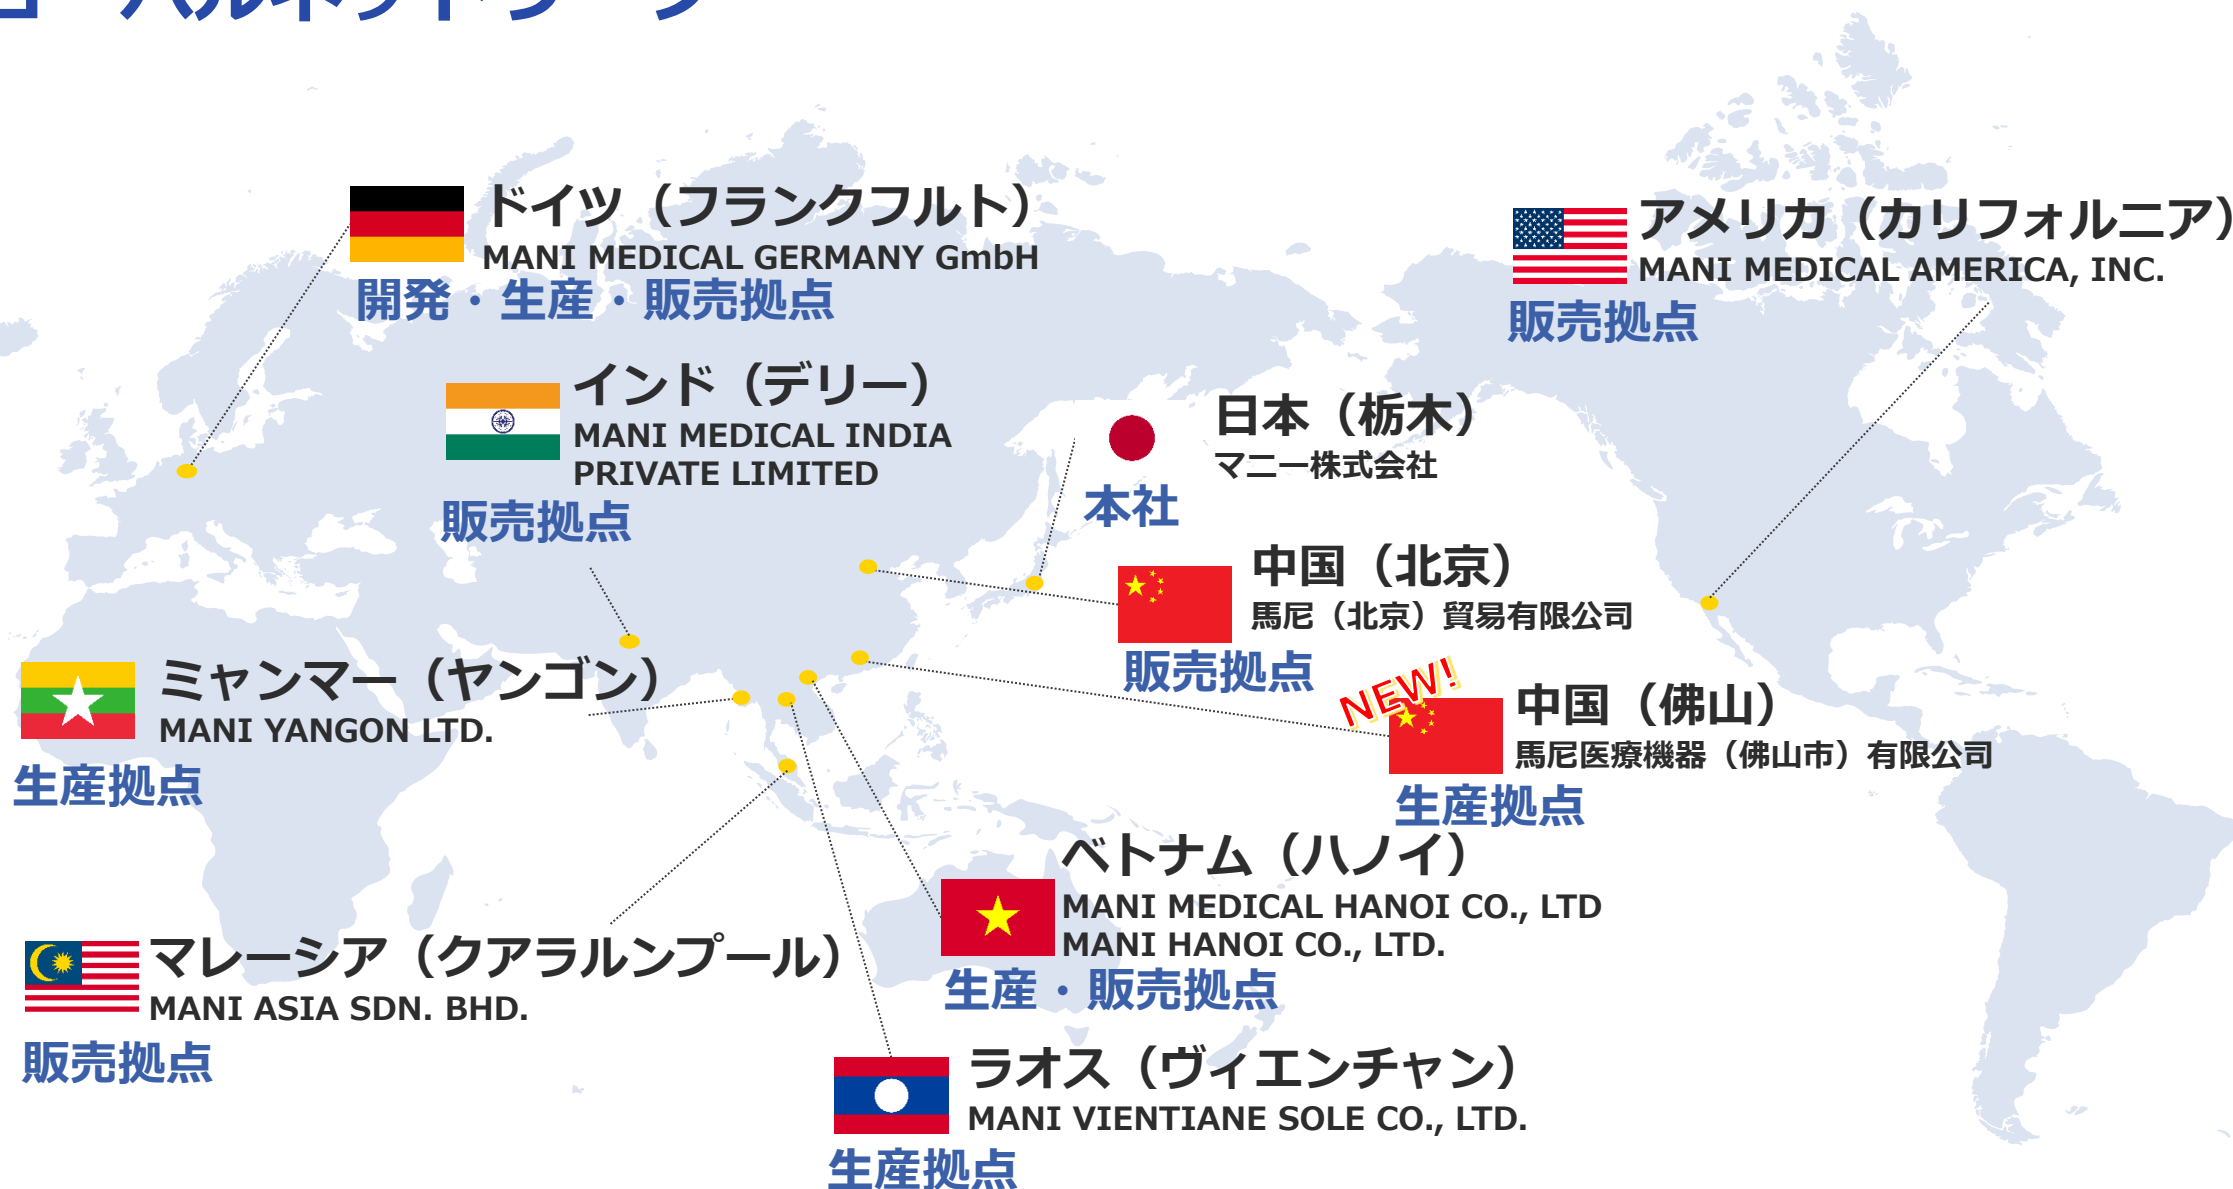 ドイツ（フランクフルト）
MANI MEDICAL GERMANY GmbH
開発・生産・販売拠点
アメリカ（カリフォルニア）
MANI MEDICAL AMERICA, INC.
販売拠点
インド（デリー）
MANI MEDICAL INDIA
PRIVATE LIMITED
販売拠点
日本（栃木）
マニー株式会社
本社
中国（北京）
馬尼（北京）貿易有限公司
販売拠点
NEW!
中国（佛山）
馬尼医療機器（佛山市）有限公司
生産拠点
ミャンマー（ヤンゴン）
MANI YANGON LTD.
生産拠点
ベトナム（ハノイ）
MANI MEDICAL HANOI CO., LTD
MANI HANOI CO., LTD.
生産・販売拠点
マレーシア（クアラルンプール）
MANI ASIA SDN. BHD.
販売拠点
ラオス（ヴィエンチャン）
MANI VIENTIANE SOLE CO., LTD.
生産拠点